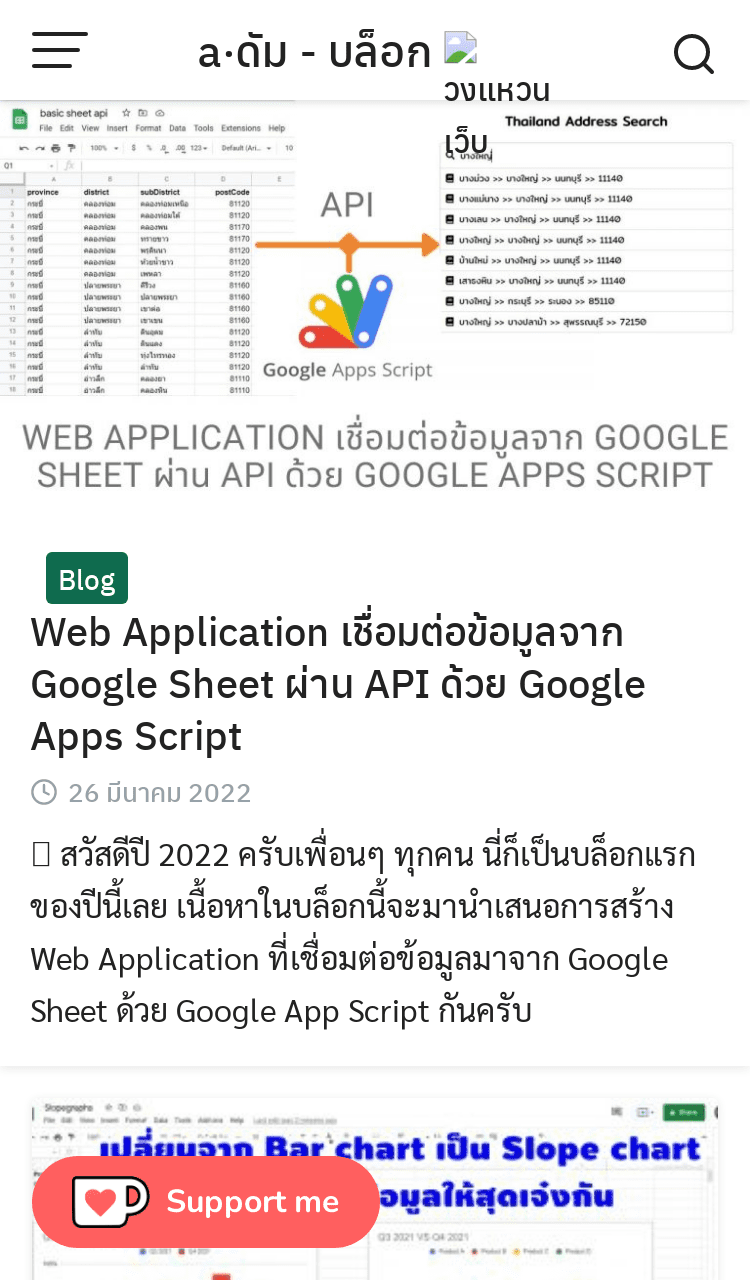 a·ดัม - บล็อก
วงแหวน
เว็บ
basic sheet api
File Edit View Insert Format Data Tools Extensions Help
100%
Default (Ari...
10
Q1
A B C D E
1 province district subDistrict postCode
2 กระบี่ คลองท่อม คลองท่อมเหนือ 81120
3 กระบี่ คลองท่อม คลองท่อมใต้ 81120
4 กระบี่ คลองท่อม คลองพน 81170
5 กระบี่ คลองท่อม ทรายขาว 81170
6 กระบี่ คลองท่อม พรุดินนา 81120
7 กระบี่ คลองท่อม ห้วยน้ำขาว 81120
8 กระบี่ คลองท่อม เพหลา 81120
9 กระบี่ ปลายพระยา คีรีวง 81160
10 กระบี่ ปลายพระยา ปลายพระยา 81160
11 กระบี่ ปลายพระยา เขาต่อ 81160
12 กระบี่ ปลายพระยา เขาเขน 81160
13 กระบี่ ลำทับ ดินอุดม 81120
14 กระบี่ ลำทับ ดินแดง 81120
15 กระบี่ ลำทับ ทุ่งไทรทอง 81120
16 กระบี่ ลำทับ ลำทับ 81120
17 กระบี่ อ่าวลึก คลองยา 81110
18 กระบี่ อ่าวลึก คลองหิน 81110
API
Google Apps Script
Thailand Address Search
บางใหญ่
บางม่วง >> บางใหญ่ >> นนทบุรี >> 11140
บางแม่นาง >> บางใหญ่ >> นนทบุรี >> 11140
บางเลน >> บางใหญ่ >> นนทบุรี >> 11140
บางใหญ่ >> บางใหญ่ >> นนทบุรี >> 11140
บ้านใหม่ >> บางใหญ่ >> นนทบุรี >> 11140
เสาธงหิน >> บางใหญ่ >> นนทบุรี >> 11140
บางใหญ่ >> กระบุรี >> ระนอง >> 85110
บางใหญ่ >> บางปลาม้า >> สุพรรณบุรี >> 72150
WEB APPLICATION เชื่อมต่อข้อมูลจาก GOOGLE
SHEET ผ่าน API ด้วย GOOGLE APPS SCRIPT
Blog
Web Application เชื่อมต่อข้อมูลจาก
Google Sheet ผ่าน API ด้วย Google
Apps Script
26 มีนาคม 2022
สวัสดีปี 2022 ครับเพื่อนๆ ทุกคน นี่ก็เป็นบล็อกแรก
ของปีนี้เลย เนื้อหาในบล็อกนี้จะมานำเสนอการสร้าง
Web Application ที่เชื่อมต่อข้อมูลมาจาก Google
Sheet ด้วย Google App Script กันครับ
Slopegraphs
File Edit View Insert Format Data Tools Add-ons Help
Share
เปลี่ยนจาก Bar chart เป็น Slope chart
อมูลให้สุดเจ๋งกัน
Support me
Q3 2021 VS Q4 2021